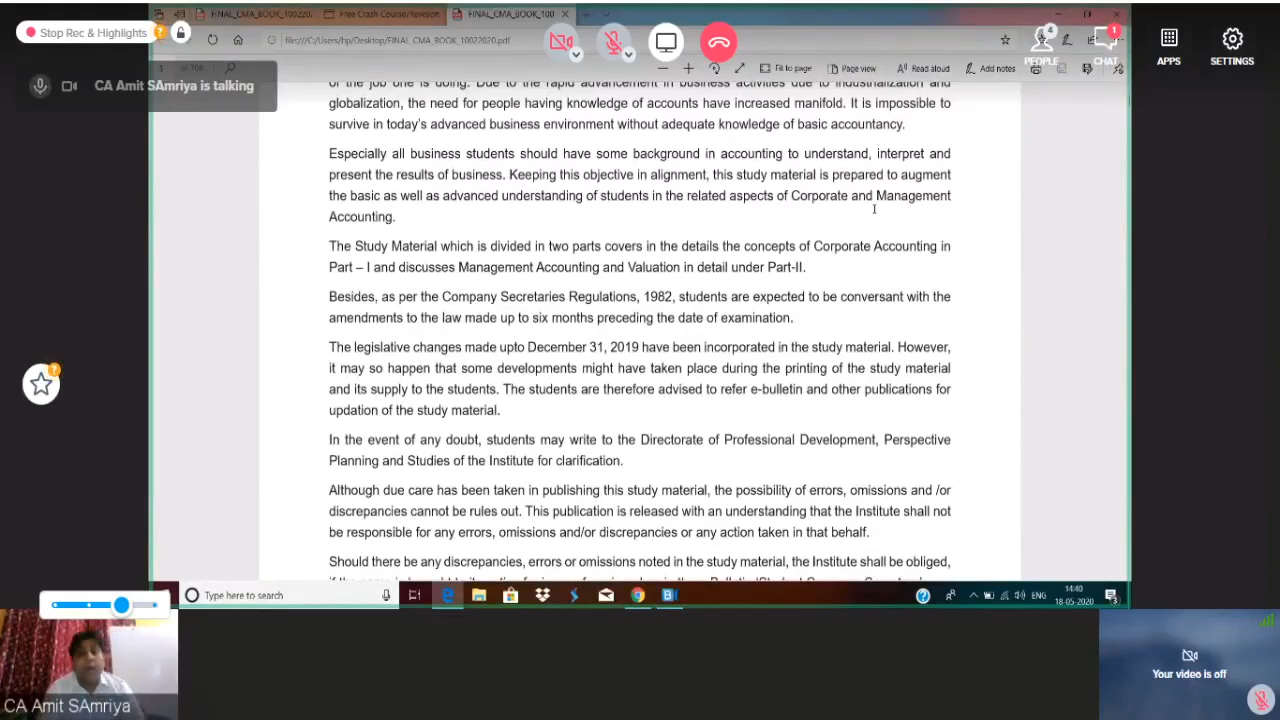 FINAL_CMA_BOOK_100220
Free Crash Course/Revision
FINAL_CMA_BOOK_100
Stop Rec & Highlights
file:///C:/Users/hp/Desktop/FINAL_CMA_BOOK_10022020.pdf
4
PEOPLE
1
CHAT
APPS
SETTINGS
Fit to page
Page view
Read aloud
Add notes
CA Amit SAmriya is talking
of the job one is doing. Due to the rapid advancement in business activities due to industrialization and
globalization, the need for people having knowledge of accounts have increased manifold. It is impossible to
survive in today's advanced business environment without adequate knowledge of basic accountancy.
Especially all business students should have some background in accounting to understand, interpret and
present the results of business. Keeping this objective in alignment, this study material is prepared to augment
the basic as well as advanced understanding of students in the related aspects of Corporate and Management
Accounting.
The Study Material which is divided in two parts covers in the details the concepts of Corporate Accounting in
Part – I and discusses Management Accounting and Valuation in detail under Part-II.
Besides, as per the Company Secretaries Regulations, 1982, students are expected to be conversant with the
amendments to the law made up to six months preceding the date of examination.
The legislative changes made upto December 31, 2019 have been incorporated in the study material. However,
it may so happen that some developments might have taken place during the printing of the study material
and its supply to the students. The students are therefore advised to refer e-bulletin and other publications for
updation of the study material.
In the event of any doubt, students may write to the Directorate of Professional Development, Perspective
Planning and Studies of the Institute for clarification.
Although due care has been taken in publishing this study material, the possibility of errors, omissions and /or
discrepancies cannot be rules out. This publication is released with an understanding that the Institute shall not
be responsible for any errors, omissions and/or discrepancies or any action taken in that behalf.
Should there be any discrepancies, errors or omissions noted in the study material, the Institute shall be obliged,
Type here to search
ENG
14:40
18-05-2020
CA Amit SAmriya
Your video is off